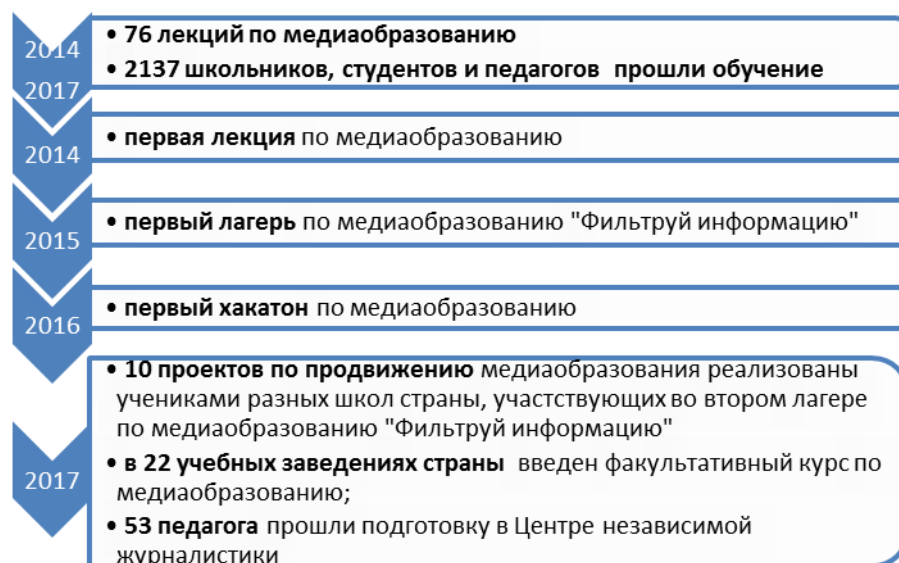 2014
2017
• 76 лекций по медиаобразованию
• 2137 школьников, студентов и педагогов прошли обучение
2014
• первая лекция по медиаобразованию
2015
• первый лагерь по медиаобразованию "Фильтруй информацию"
2016
• первый хакатон по медиаобразованию
2017
• 10 проектов по продвижению медиаобразования реализованы
учениками разных школ страны, участствующих во втором лагере
по медиаобразованию "Фильтруй информацию"
• в 22 учебных заведениях страны введен факультативный курс по
медиаобразованию;
• 53 педагога прошли подготовку в Центре независимой
журналистики